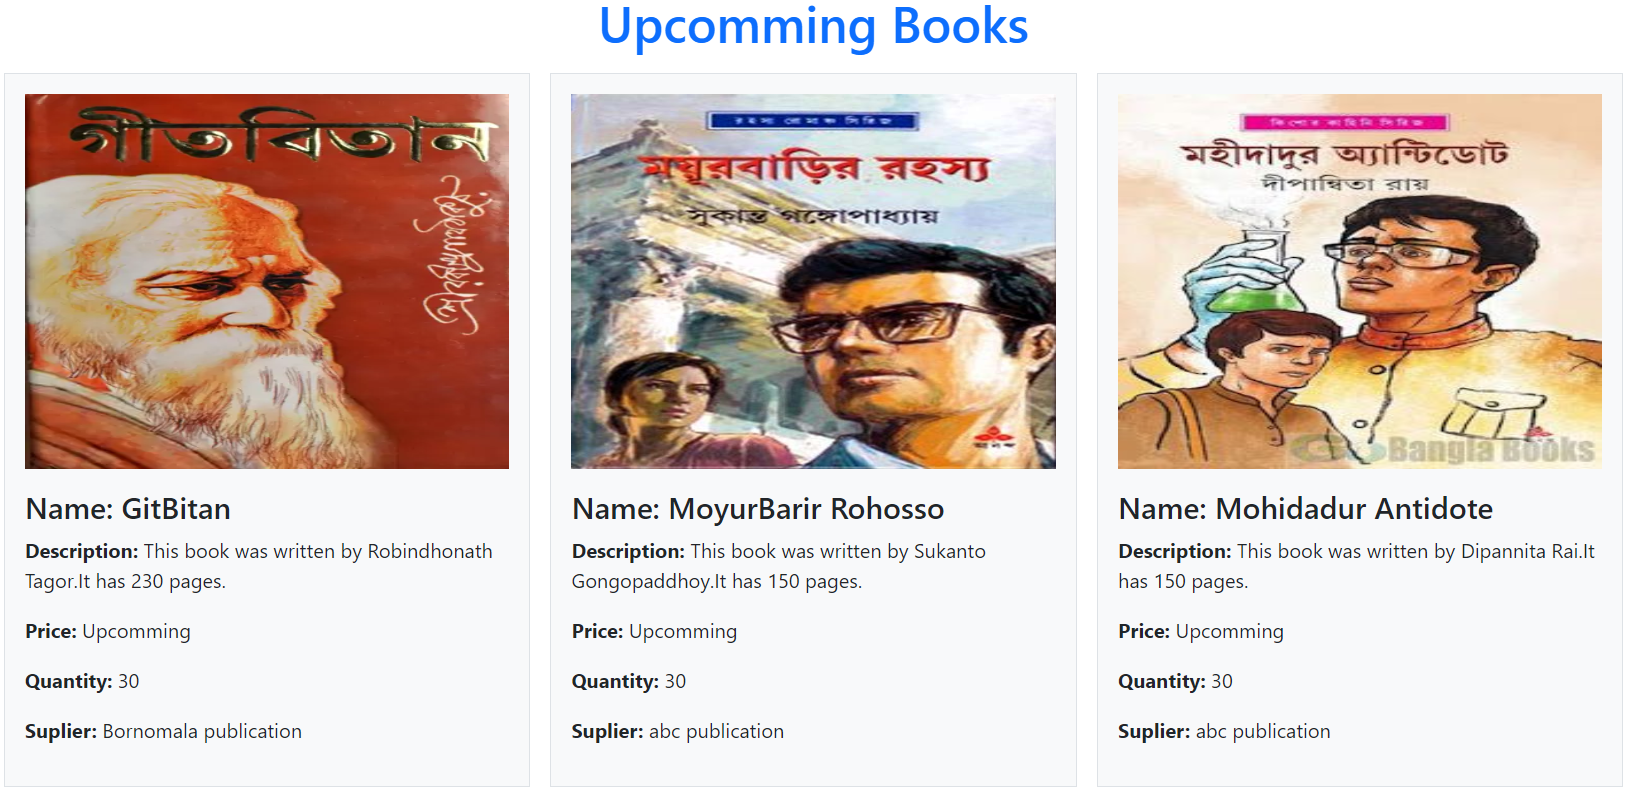 Upcomming Books
গীতবিতান
শ্রীরবীন্দ্রনাথঠাকুর
Name: GitBitan
Description: This book was written by Robindhonath
Tagor.It has 230 pages.
Price: Upcomming
Quantity: 30
Suplier: Bornomala publication
রহস্য রোমাঞ্চ সিরিজ
ময়ূরবাড়ির রহস্য
সুকান্ত গঙ্গোপাধ্যায়
আনন্দ
Name: MoyurBarir Rohosso
Description: This book was written by Sukanto
Gongopaddhoy.It has 150 pages.
Price: Upcomming
Quantity: 30
Suplier: abc publication
কিশোর কাহিনি সিরিজ
মহীদাদুর অ্যান্টিডোট
দীপান্বিতা রায়
Bangla Books
Name: Mohidadur Antidote
Description: This book was written by Dipannita Rai.It
has 150 pages.
Price: Upcomming
Quantity: 30
Suplier: abc publication